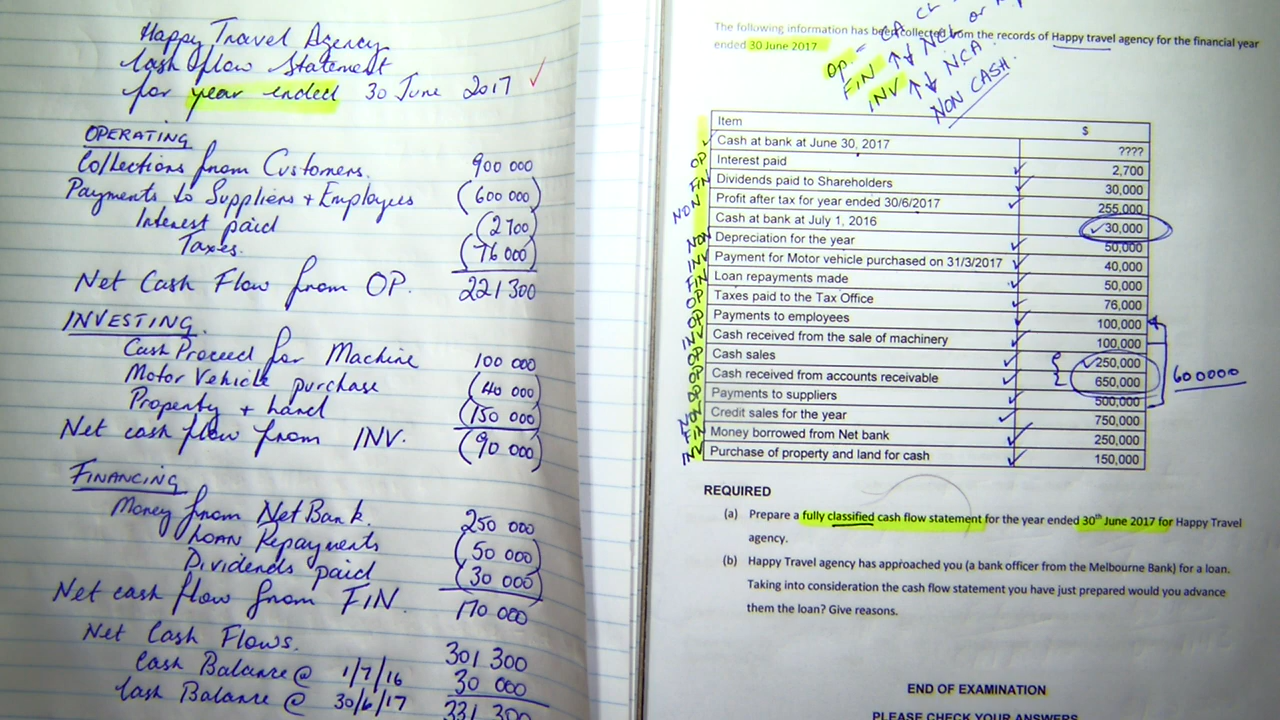 Happy Travel Agency
Cash flow Statement
for year ended 30 June 2017 ✓
OPERATING
Collections from Customers. 900 000
Payments to Suppliers + Employees (600 000)
Interest paid (2 700)
Taxes. (76 000)
Net Cash Flow from OP. 221 300
INVESTING.
Cash Proceed for Machine 100 000
Motor Vehicle purchase (40 000)
Property + land (150 000)
Net cash flow from INV. (90 000)
FINANCING
Money from Net Bank. 250 000
Loan Repayments (50 000)
Dividends paid (30 000)
Net cash flow from FIN. 170 000
Net Cash Flows. 301 300
Cash Balance @ 1/7/16 30 000
Cash Balance @ 30/6/17 331 300
The following information has been collected from the records of Happy travel agency for the financial year
ended 30 June 2017
OP. = CA CL
FIN ↑↓ NCL or
INV ↑↓ NCA.
NON CASH.
Item $
✓ Cash at bank at June 30, 2017 ????
OP Interest paid ✓ 2,700
FIN Dividends paid to Shareholders ✓ 30,000
NON Profit after tax for year ended 30/6/2017 ✓ 255,000
Cash at bank at July 1, 2016 ✓ 30,000
NON Depreciation for the year ✓ 50,000
INV Payment for Motor vehicle purchased on 31/3/2017 ✓ 40,000
FIN Loan repayments made ✓ 50,000
OP Taxes paid to the Tax Office ✓ 76,000
OP Payments to employees ✓ 100,000
INV Cash received from the sale of machinery ✓ 100,000
OP Cash sales ✓ ✓ 250,000
OP Cash received from accounts receivable ✓ 650,000
600000
OP Payments to suppliers ✓ 500,000
NON Credit sales for the year ✓ 750,000
FIN Money borrowed from Net bank ✓ 250,000
INV Purchase of property and land for cash ✓ 150,000
REQUIRED
(a) Prepare a fully classified cash flow statement for the year ended 30th June 2017 for Happy Travel
agency.
(b) Happy Travel agency has approached you (a bank officer from the Melbourne Bank) for a loan.
Taking into consideration the cash flow statement you have just prepared would you advance
them the loan? Give reasons.
END OF EXAMINATION
PLEASE CHECK YOUR ANSWERS